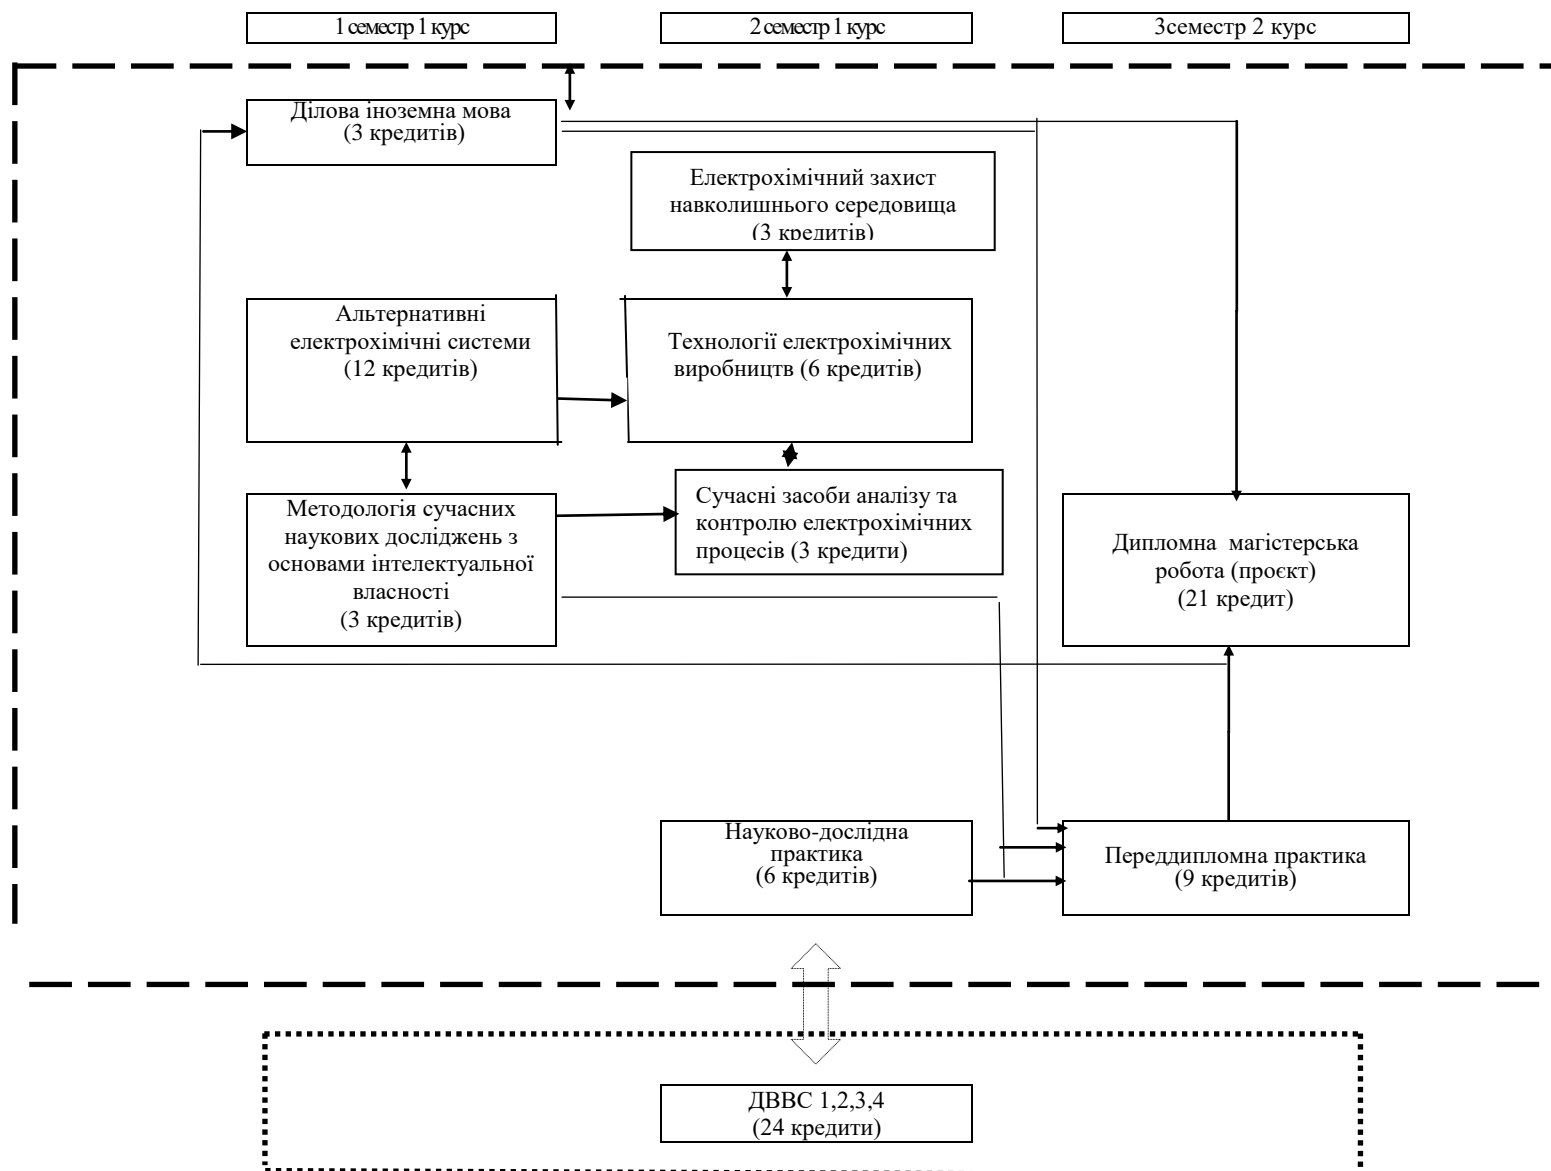 1 семестр 1 курс
2 семестр 1 курс
3семестр 2 курс
Ділова іноземна мова
(3 кредитів)
Електрохімічний захист
навколишнього середовища
(3 кредитів)
Альтернативні
електрохімічні системи
(12 кредитів)
Технології електрохімічних
виробництв (6 кредитів)
Методологія сучасних
наукових досліджень з
основами інтелектуальної
власності
(3 кредитів)
Сучасні засоби аналізу та
контролю електрохімічних
процесів (3 кредити)
Дипломна магістерська
робота (проєкт)
(21 кредит)
Науково-дослідна
практика
(6 кредитів)
Переддипломна практика
(9 кредитів)
ДВВС 1,2,3,4
(24 кредити)